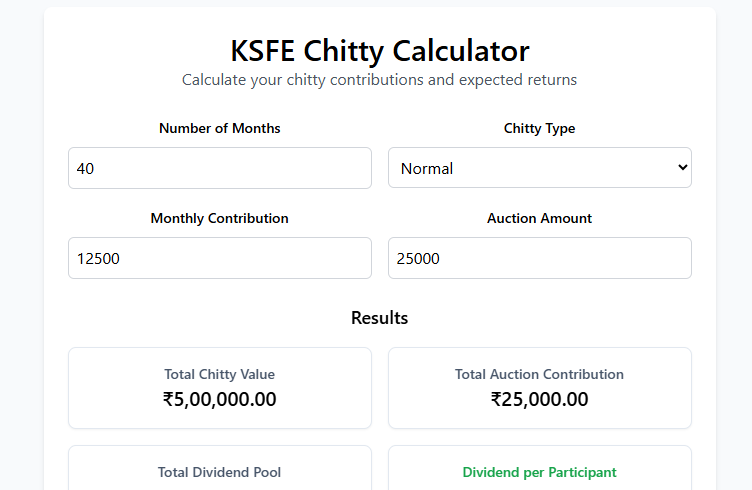 KSFE Chitty Calculator
Calculate your chitty contributions and expected returns
Number of Months
Chitty Type
40
Normal
Monthly Contribution
Auction Amount
12500
25000
Results
Total Chitty Value
Total Auction Contribution
₹5,00,000.00
₹25,000.00
Total Dividend Pool
Dividend per Participant